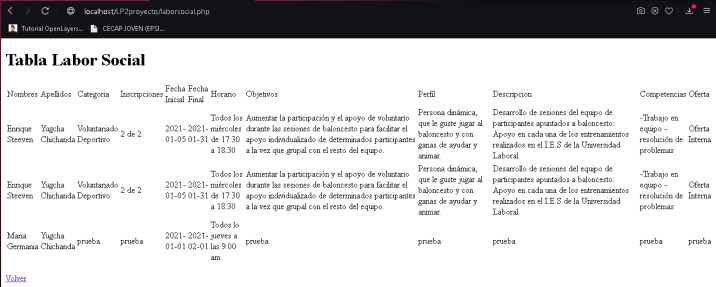 localhost/LP2proyecto/laborsocial.php
Tutorial OpenLayers... CECAP JOVEN (EPSJ...
Tabla Labor Social
Nombres Apellidos Categoria Inscripciones Fecha Inicial Fecha Final Horario Objetivos Perfil Descripcion Competencias Oferta
Enrique Steeven Yugcha Chichanda Voluntariado Deportivo 2 de 2 2021-01-05 2021-01-31 Todos los miércoles de 17:30 a 18:30 Aumentar la participación y el apoyo de voluntario durante las sesiones de baloncesto para facilitar el apoyo individualizado de determinados participantes a la vez que grupal con el resto del equipo. Persona dinámica, que le guste jugar al baloncesto y con ganas de ayudar y animar. Desarrollo de sesiones del equipo de participantes apuntados a baloncesto. Apoyo en cada una de los entrenamientos realizados en el I.E.S de la Universidad Laboral. -Trabajo en equipo - resolución de problemas Oferta Interna
Enrique Steeven Yugcha Chichanda Voluntariado Deportivo 2 de 2 2021-01-05 2021-01-31 Todos los miércoles de 17:30 a 18:30 Aumentar la participación y el apoyo de voluntario durante las sesiones de baloncesto para facilitar el apoyo individualizado de determinados participantes a la vez que grupal con el resto del equipo. Persona dinámica, que le guste jugar al baloncesto y con ganas de ayudar y animar. Desarrollo de sesiones del equipo de participantes apuntados a baloncesto. Apoyo en cada una de los entrenamientos realizados en el I.E.S de la Universidad Laboral. -Trabajo en equipo - resolución de problemas Oferta Interna
Maria Germania Yugcha Chichanda prueba prueba 2021-01-01 2021-02-01 Todos lo jueves a las 9:00 am prueba prueba prueba prueba prueba
Volver